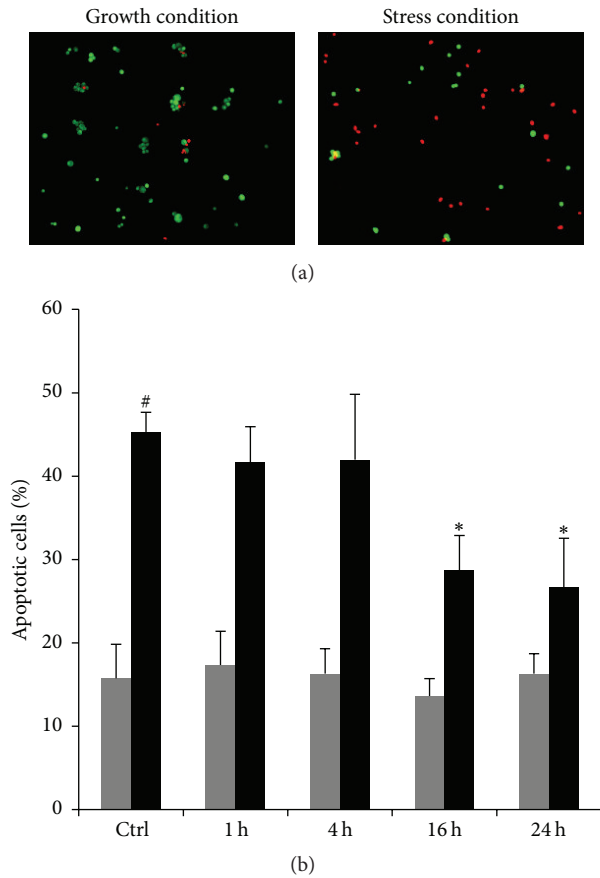 Growth condition
Stress condition
(a)
60
50
40
30
20
10
0
Apoptotic cells (%)
#
*
*
Ctrl
1 h
4 h
16 h
24 h
(b)